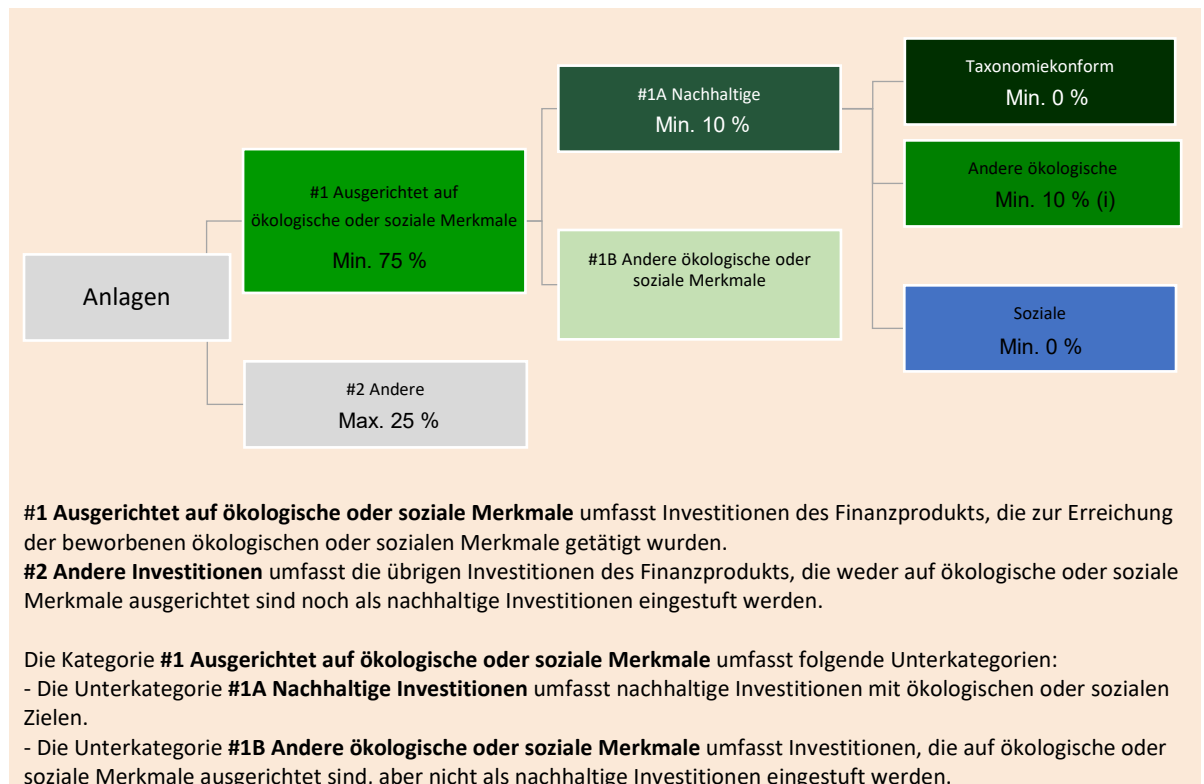 Anlagen
#1 Ausgerichtet auf
ökologische oder soziale Merkmale
Min. 75 %
#2 Andere
Max. 25 %
#1A Nachhaltige
Min. 10 %
#1B Andere ökologische oder
soziale Merkmale
Taxonomiekonform
Min. 0 %
Andere ökologische
Min. 10 % (i)
Soziale
Min. 0 %
#1 Ausgerichtet auf ökologische oder soziale Merkmale umfasst Investitionen des Finanzprodukts, die zur Erreichung
der beworbenen ökologischen oder sozialen Merkmale getätigt wurden.
#2 Andere Investitionen umfasst die übrigen Investitionen des Finanzprodukts, die weder auf ökologische oder soziale
Merkmale ausgerichtet sind noch als nachhaltige Investitionen eingestuft werden.
Die Kategorie #1 Ausgerichtet auf ökologische oder soziale Merkmale umfasst folgende Unterkategorien:
- Die Unterkategorie #1A Nachhaltige Investitionen umfasst nachhaltige Investitionen mit ökologischen oder sozialen
Zielen.
- Die Unterkategorie #1B Andere ökologische oder soziale Merkmale umfasst Investitionen, die auf ökologische oder
soziale Merkmale ausgerichtet sind, aber nicht als nachhaltige Investitionen eingestuft werden.